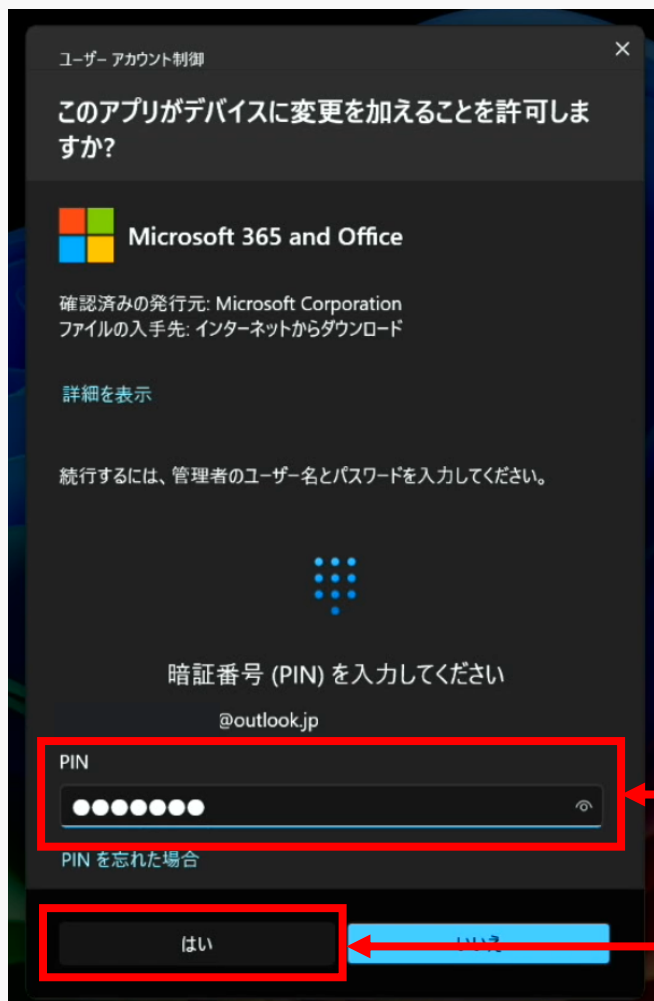 ユーザー アカウント制御
このアプリがデバイスに変更を加えることを許可しま
すか?
Microsoft 365 and Office
確認済みの発行元: Microsoft Corporation
ファイルの入手先: インターネットからダウンロード
詳細を表示
続行するには、管理者のユーザー名とパスワードを入力してください。
暗証番号 (PIN) を入力してください
@outlook.jp
PIN
●●●●●●●
PIN を忘れた場合
はい
いいえ